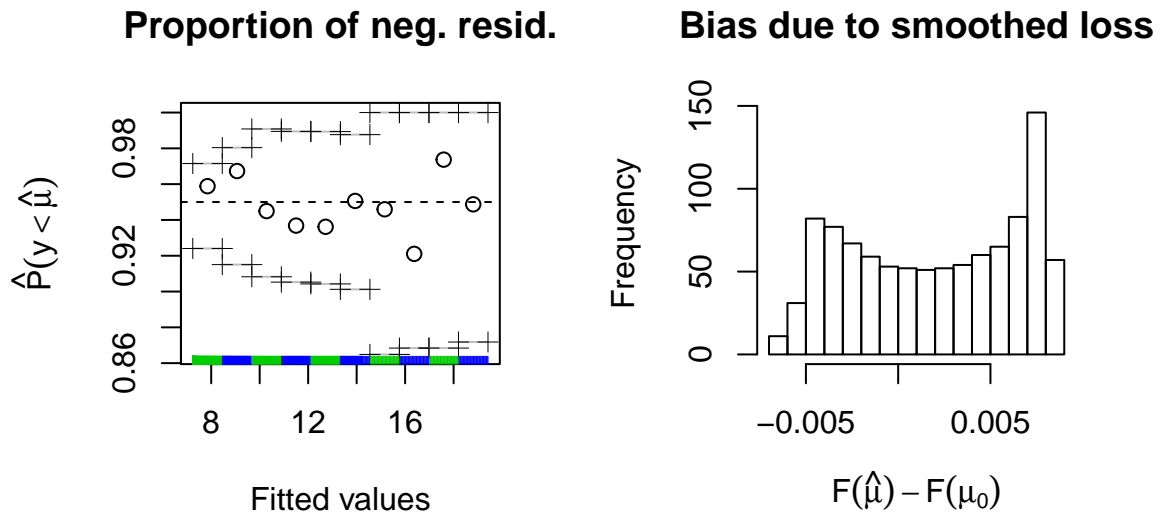 Proportion of neg. resid.
P̂(y < μ̂)
0.98
0.92
0.86
8 12 16
Fitted values
Bias due to smoothed loss
Frequency
150
100
50
0
−0.005 0.005
F(μ̂) − F(μ₀)